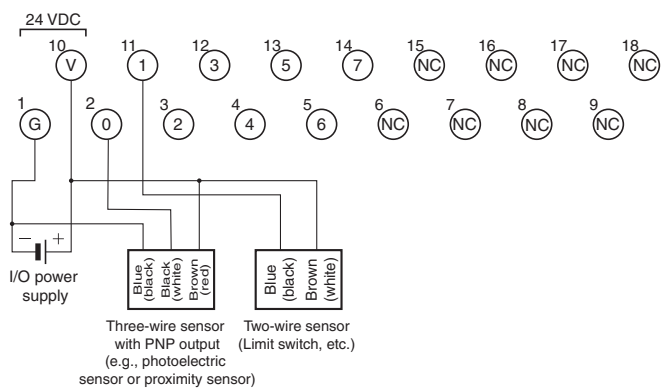 24 VDC
10 11 12 13 14 15 16 17 18
V 1 3 5 7 NC NC NC NC
1 2 3 4 5 6 7 8 9
G 0 2 4 6 NC NC NC NC
− +
I/O power
supply
Blue
(black)
Black
(white)
Brown
(red)
Blue
(black)
Brown
(white)
Three-wire sensor
with PNP output
(e.g., photoelectric
sensor or proximity sensor)
Two-wire sensor
(Limit switch, etc.)